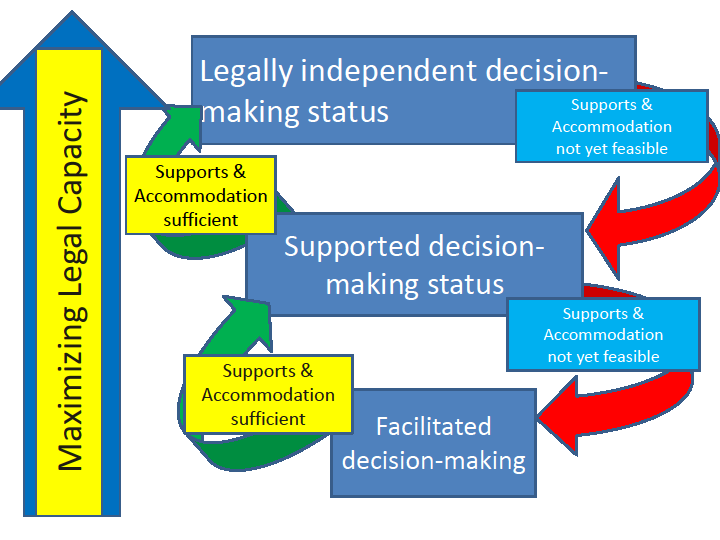 Maximizing Legal Capacity
Legally independent decision-
making status
Supports &
Accommodation
not yet feasible
Supports &
Accommodation
sufficient
Supported decision-
making status
Supports &
Accommodation
not yet feasible
Supports &
Accommodation
sufficient
Facilitated
decision-making